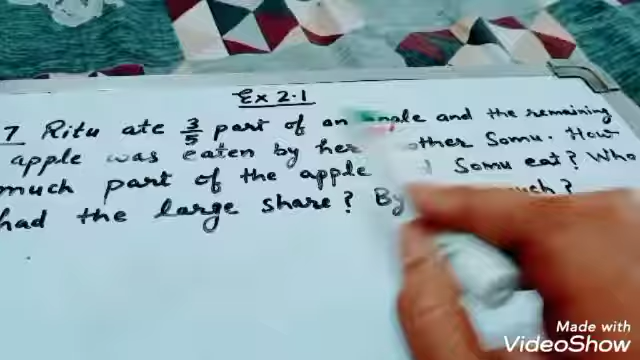 Ex 2.1
7 Ritu ate 3/5 part of an apple and the remaining
apple was eaten by her Somu. How
much part of the apple Somu eat? Who
had the large share? By much?
Made with
VideoShow